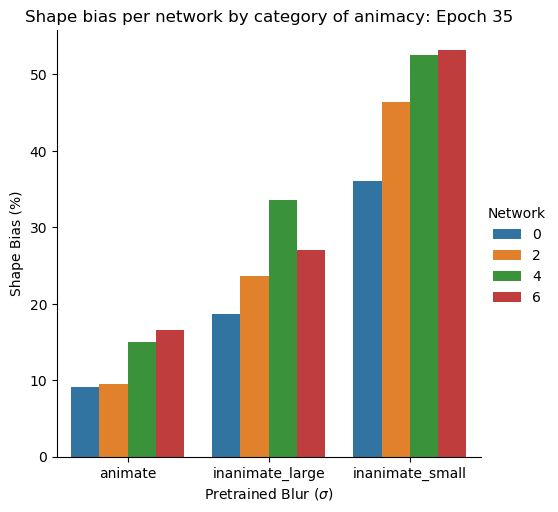 Shape bias per network by category of animacy: Epoch 35
50
40
30
20
10
0
Shape Bias (%)
animate
inanimate_large
inanimate_small
Pretrained Blur (σ)
Network
0
2
4
6